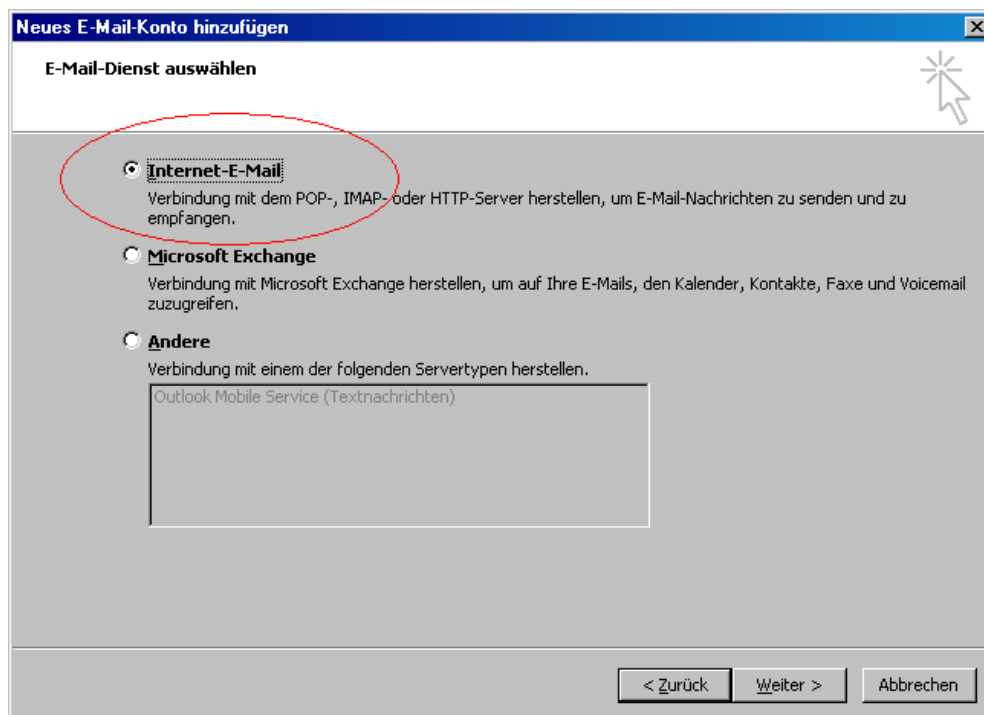 Neues E-Mail-Konto hinzufügen
E-Mail-Dienst auswählen
Internet-E-Mail
Verbindung mit dem POP-, IMAP- oder HTTP-Server herstellen, um E-Mail-Nachrichten zu senden und zu
empfangen.
Microsoft Exchange
Verbindung mit Microsoft Exchange herstellen, um auf Ihre E-Mails, den Kalender, Kontakte, Faxe und Voicemail
zuzugreifen.
Andere
Verbindung mit einem der folgenden Servertypen herstellen.
Outlook Mobile Service (Textnachrichten)
< Zurück Weiter > Abbrechen